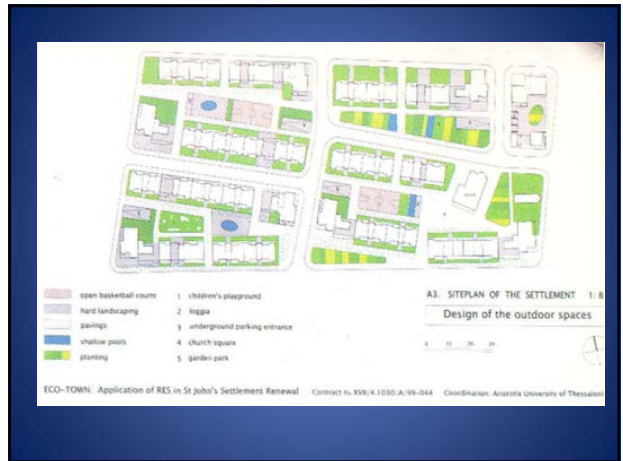 open basketball courts
hard landscaping
pavings
shallow pools
planting
1 children's playground
2 loggia
3 underground parking entrance
4 church square
5 garden park
A3. SITEPLAN OF THE SETTLEMENT 1: 8
Design of the outdoor spaces
0 10 20
ECO-TOWN: Application of RES in St John's Settlement Renewal Contract n. XVII/4.1030/A/99-044 Coordination: Aristotle University of Thessaloni